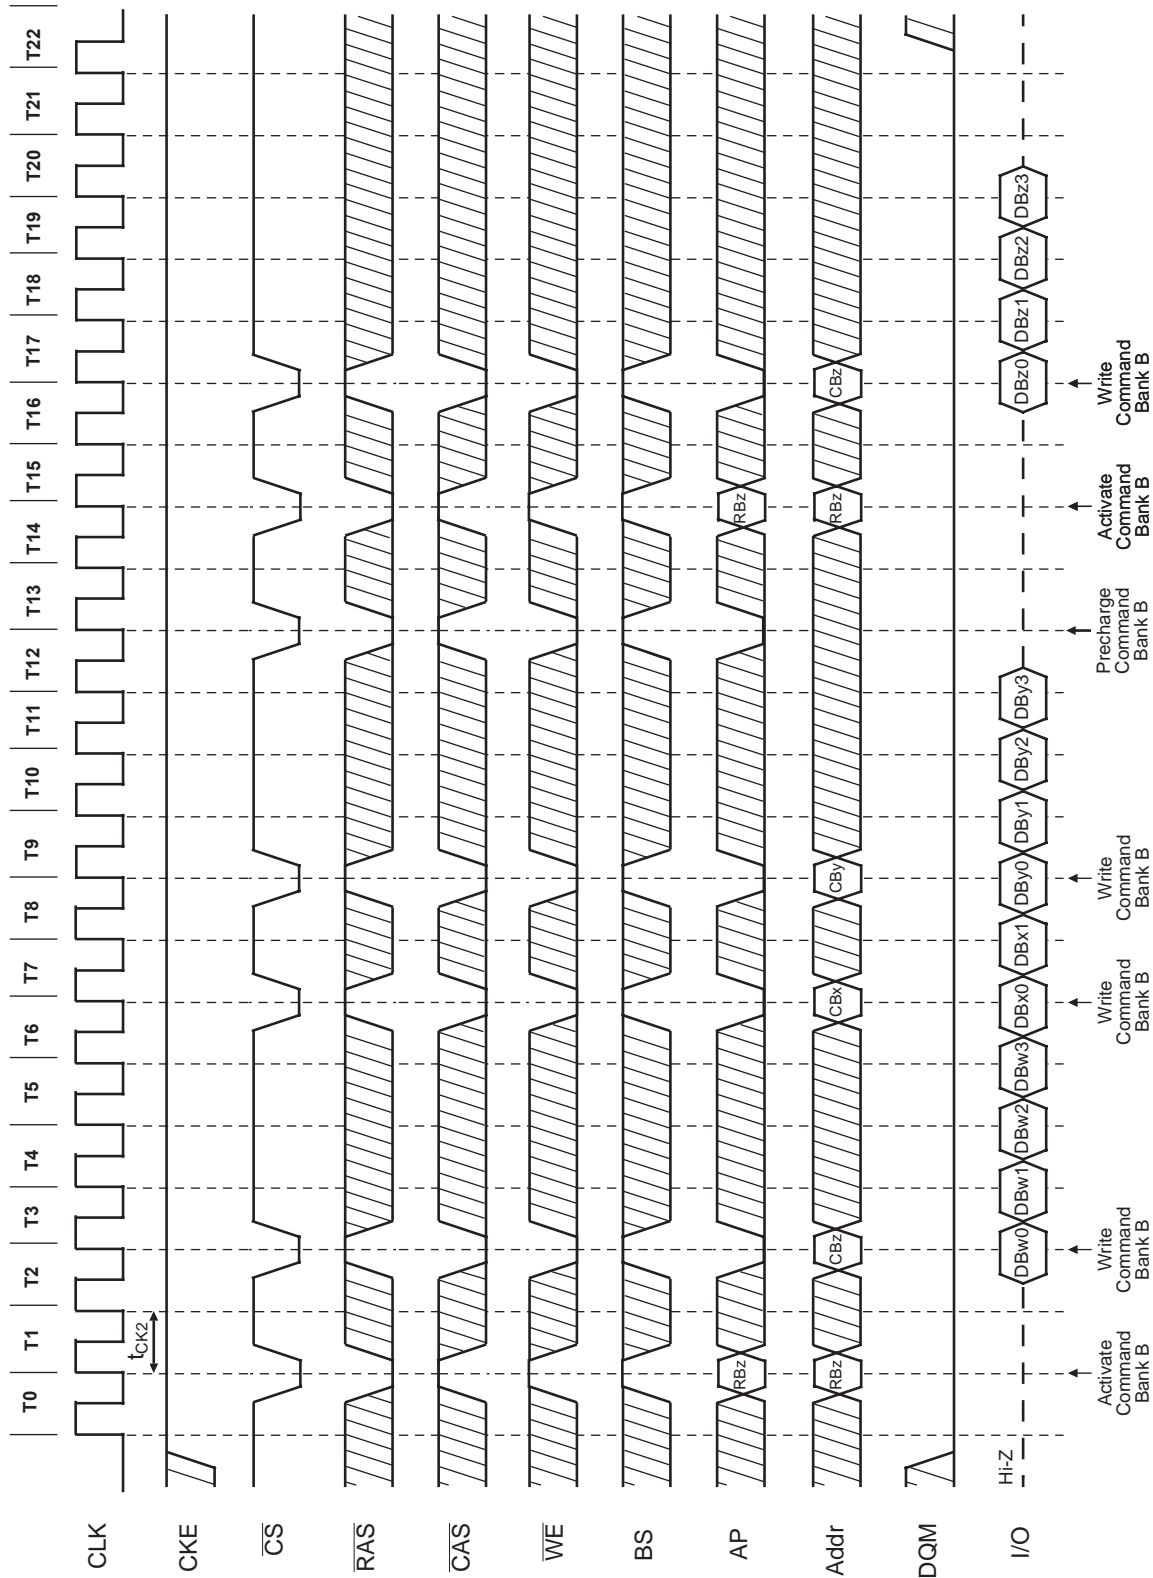 T0 T1 T2 T3 T4 T5 T6 T7 T8 T9 T10 T11 T12 T13 T14 T15 T16 T17 T18 T19 T20 T21 T22
CLK
tCK2
CKE
CS
RAS
CAS
WE
BS
AP
RBz RBz
Addr
RBz CBz CBx CBy RBz CBz
DQM
I/O
Hi-Z
DBw0 DBw1 DBw2 DBw3 DBx0 DBx1 DBy0 DBy1 DBy2 DBy3 DBz0 DBz1 DBz2 DBz3
Activate
Command
Bank B
Write
Command
Bank B
Write
Command
Bank B
Write
Command
Bank B
Precharge
Command
Bank B
Activate
Command
Bank B
Write
Command
Bank B